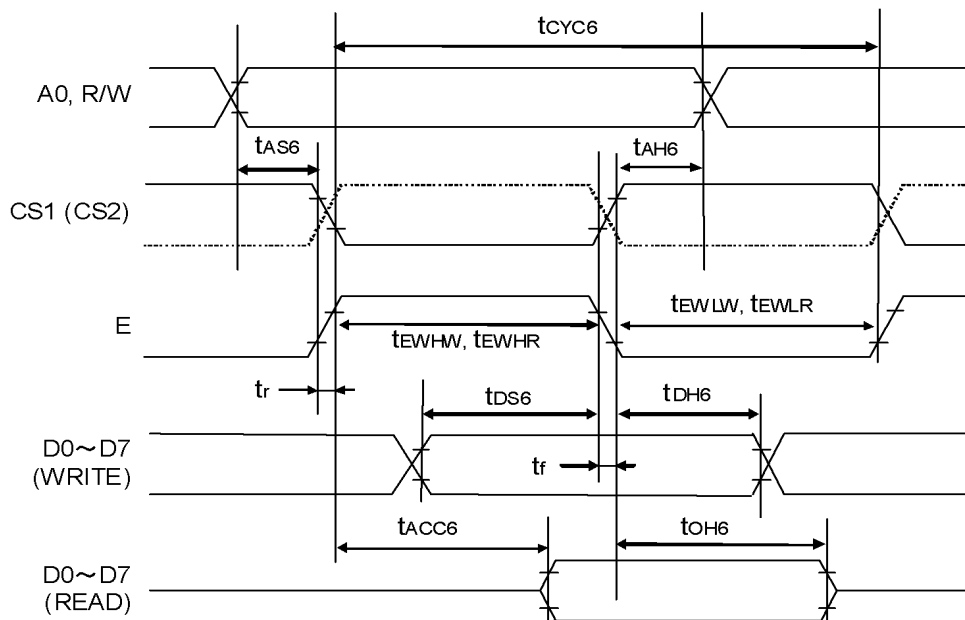 tCYC6
A0, R/W
tAS6
tAH6
CS1 (CS2)
E
tEWHW, tEWHR
tEWLW, tEWLR
tr
tDS6
tDH6
D0～D7
(WRITE)
tf
tACC6
tOH6
D0～D7
(READ)